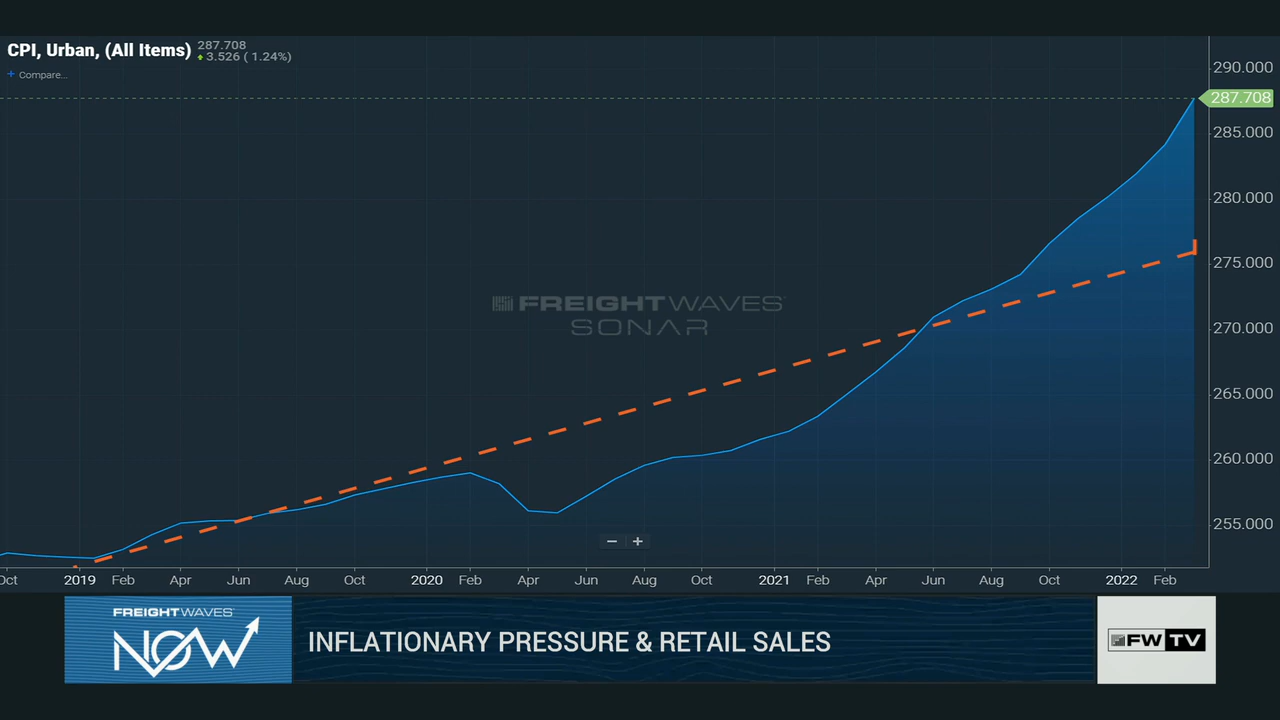 CPI, Urban, (All Items) 287.708
3.526 ( 1.24%)
+ Compare...
290.000
287.708
285.000
280.000
275.000
270.000
265.000
260.000
255.000
FREIGHTWAVES
SONAR
− +
Oct 2019 Feb Apr Jun Aug Oct 2020 Feb Apr Jun Aug Oct 2021 Feb Apr Jun Aug Oct 2022 Feb
FREIGHTWAVES
NOW
INFLATIONARY PRESSURE & RETAIL SALES
FW TV